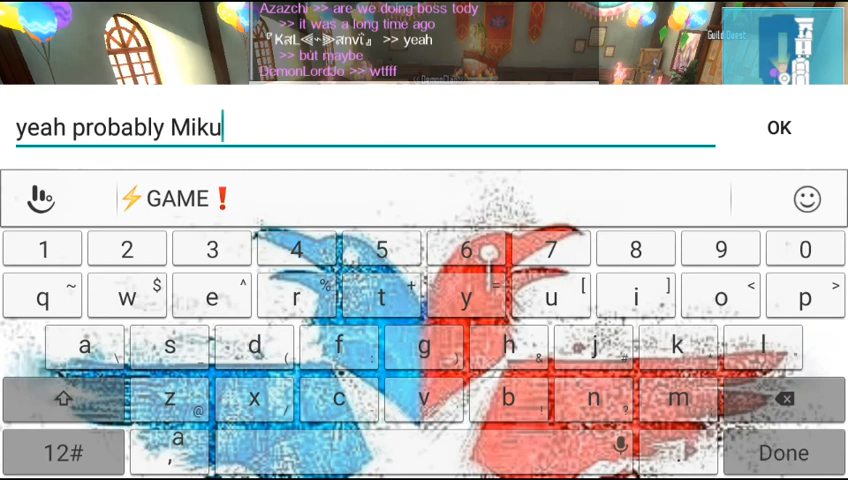 Azazchi >> are we doing boss tody
>> it was a long time ago
>> yeah
>> but maybe
DemonLordJo >> wtfff
Guild Quest
yeah probably Miku
OK
⚡GAME❗
1 2 3 4 5 6 7 8 9 0
~ $ ^ % + = [ ] < >
q w e r t y u i o p
a s d f g h j k l
\ _ ( : ) & #
z x c v b n m
@ / ! ?
12# a , . Done